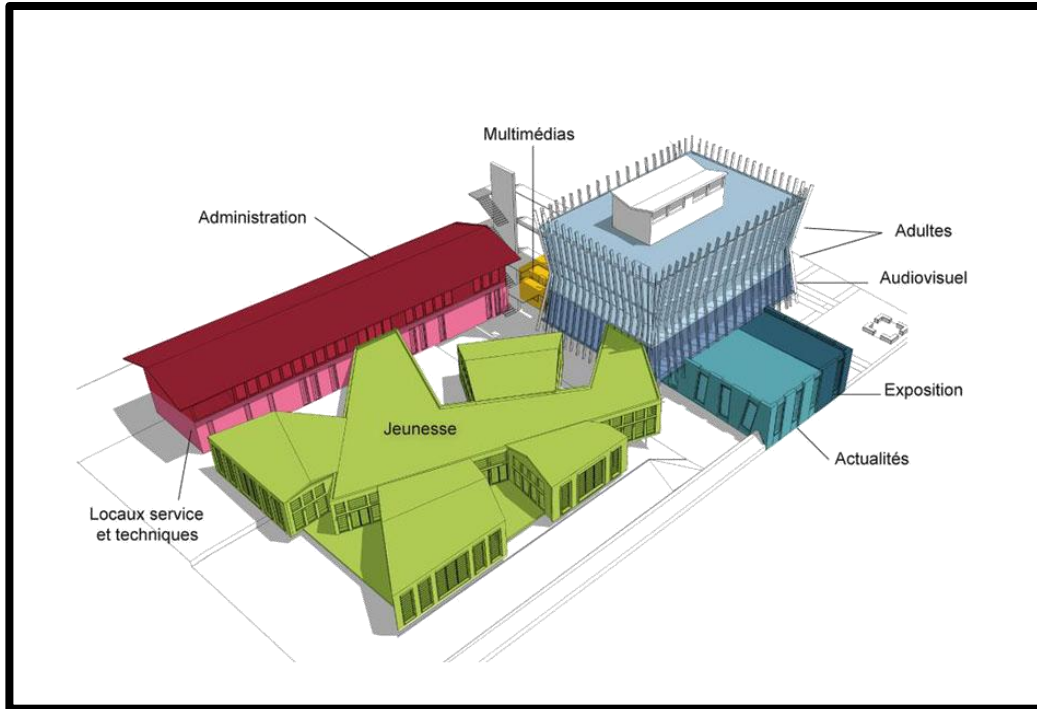 Multimédias
Administration
Adultes
Audiovisuel
Exposition
Jeunesse
Actualités
Locaux service
et techniques